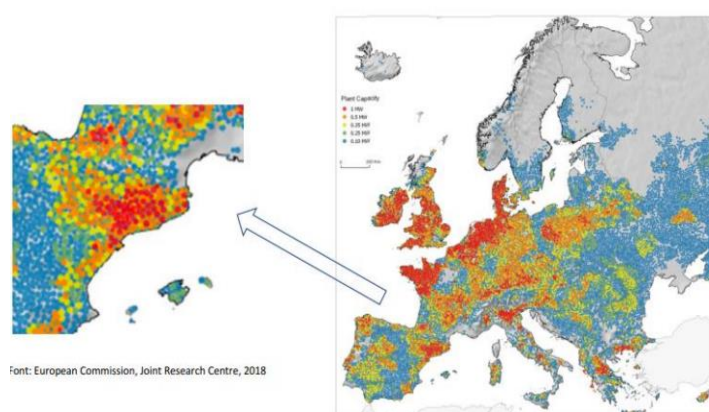 Plant Capacity
1 MW
0.5 MW
0.35 MW
0.25 MW
0.10 MW
Font: European Commission, Joint Research Centre, 2018